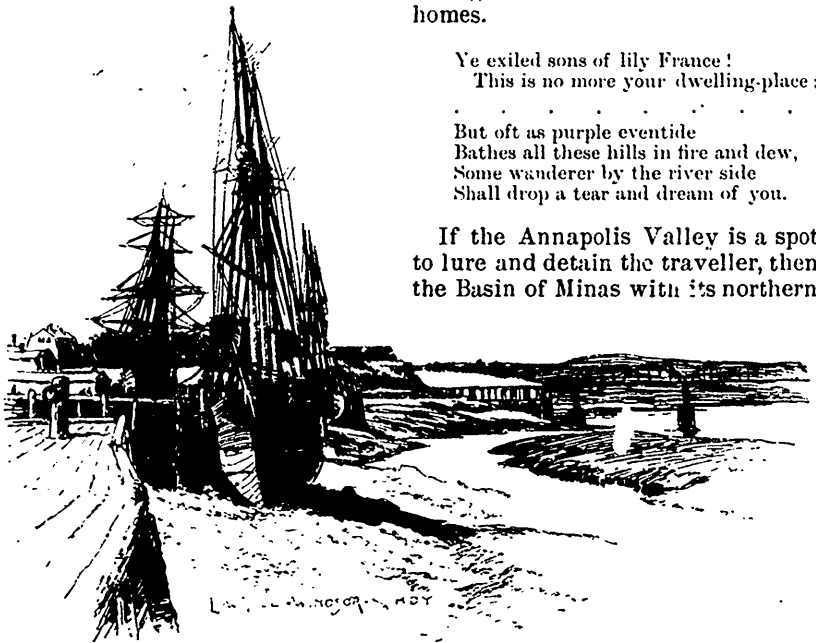 homes.
Ye exiled sons of lily France !
This is no more your dwelling-place ;
. . . . . . . .
But oft as purple eventide
Bathes all these hills in fire and dew,
Some wanderer by the river side
Shall drop a tear and dream of you.
If the Annapolis Valley is a spot
to lure and detain the traveller, then
the Basin of Minas with its northern